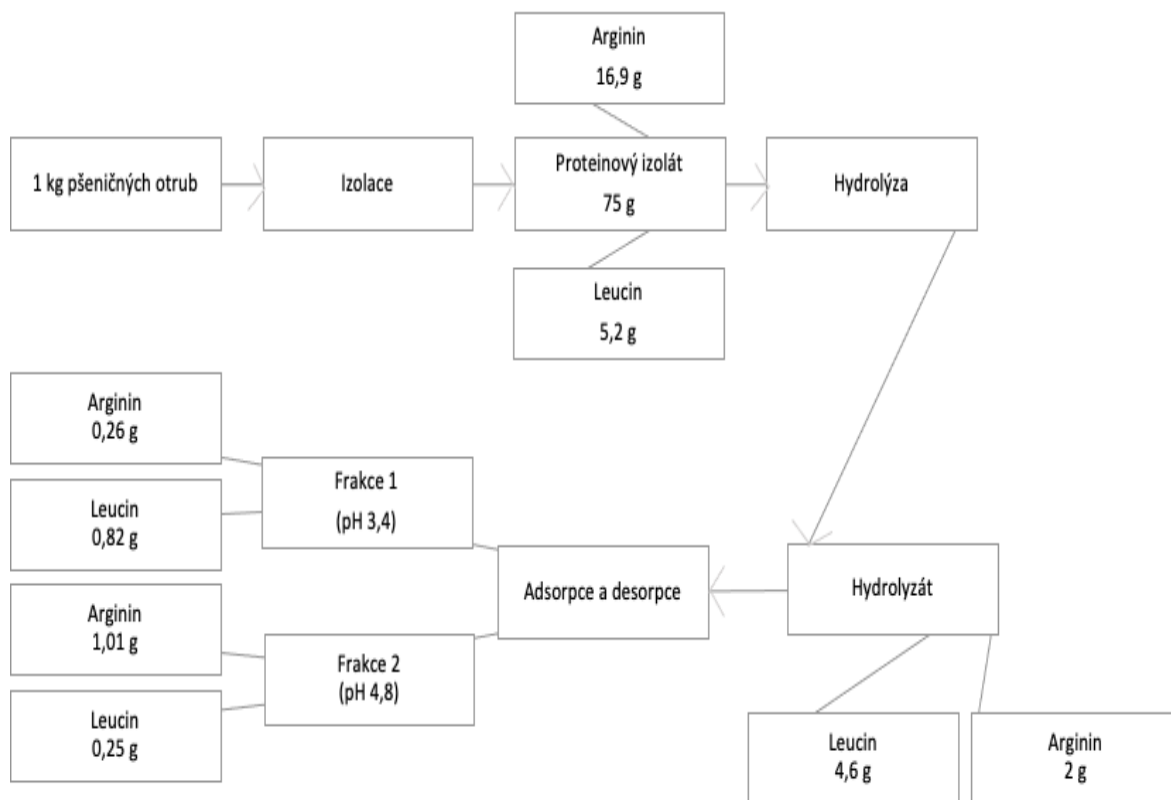 Arginin
16,9 g
1 kg pšeničných otrub
Izolace
Proteinový izolát
75 g
Hydrolýza
Leucin
5,2 g
Arginin
0,26 g
Leucin
0,82 g
Frakce 1
(pH 3,4)
Arginin
1,01 g
Leucin
0,25 g
Frakce 2
(pH 4,8)
Adsorpce a desorpce
Hydrolyzát
Leucin
4,6 g
Arginin
2 g